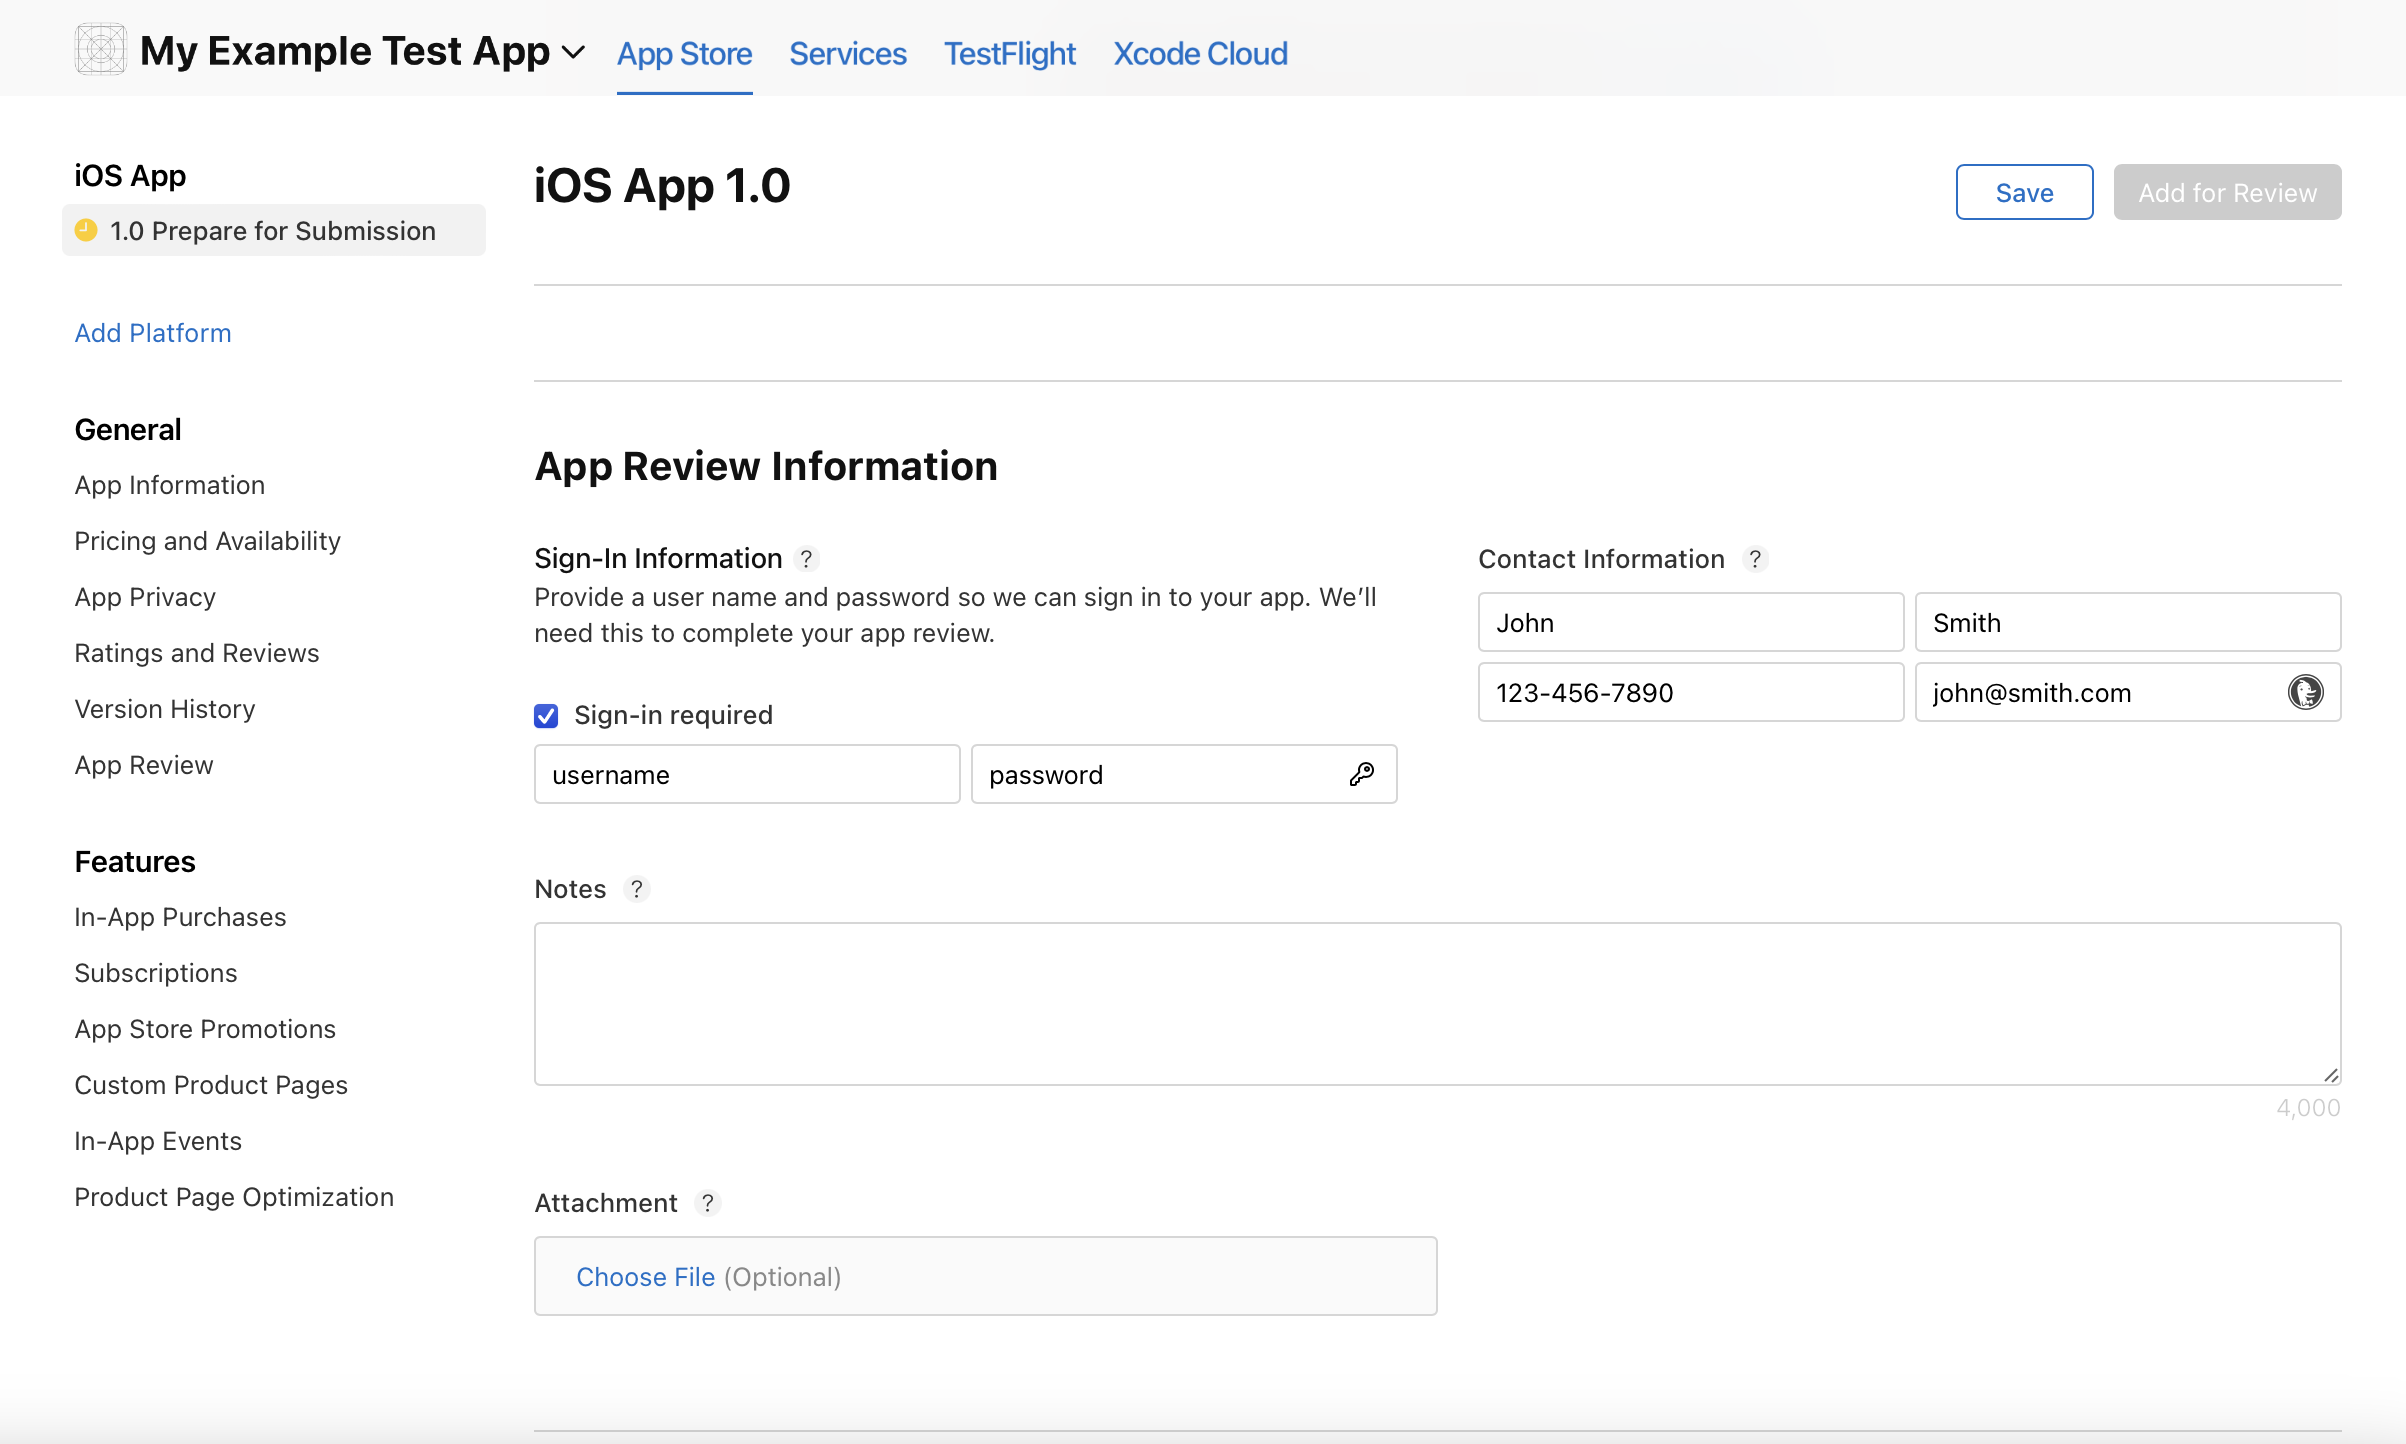 My Example Test App
App Store
Services
TestFlight
Xcode Cloud
iOS App
1.0 Prepare for Submission
Add Platform
General
App Information
Pricing and Availability
App Privacy
Ratings and Reviews
Version History
App Review
Features
In-App Purchases
Subscriptions
App Store Promotions
Custom Product Pages
In-App Events
Product Page Optimization
iOS App 1.0
Save
Add for Review
App Review Information
Sign-In Information ?
Provide a user name and password so we can sign in to your app. We’ll
need this to complete your app review.
Sign-in required
username
password
Contact Information ?
John
Smith
123-456-7890
john@smith.com
Notes ?
4,000
Attachment ?
Choose File (Optional)